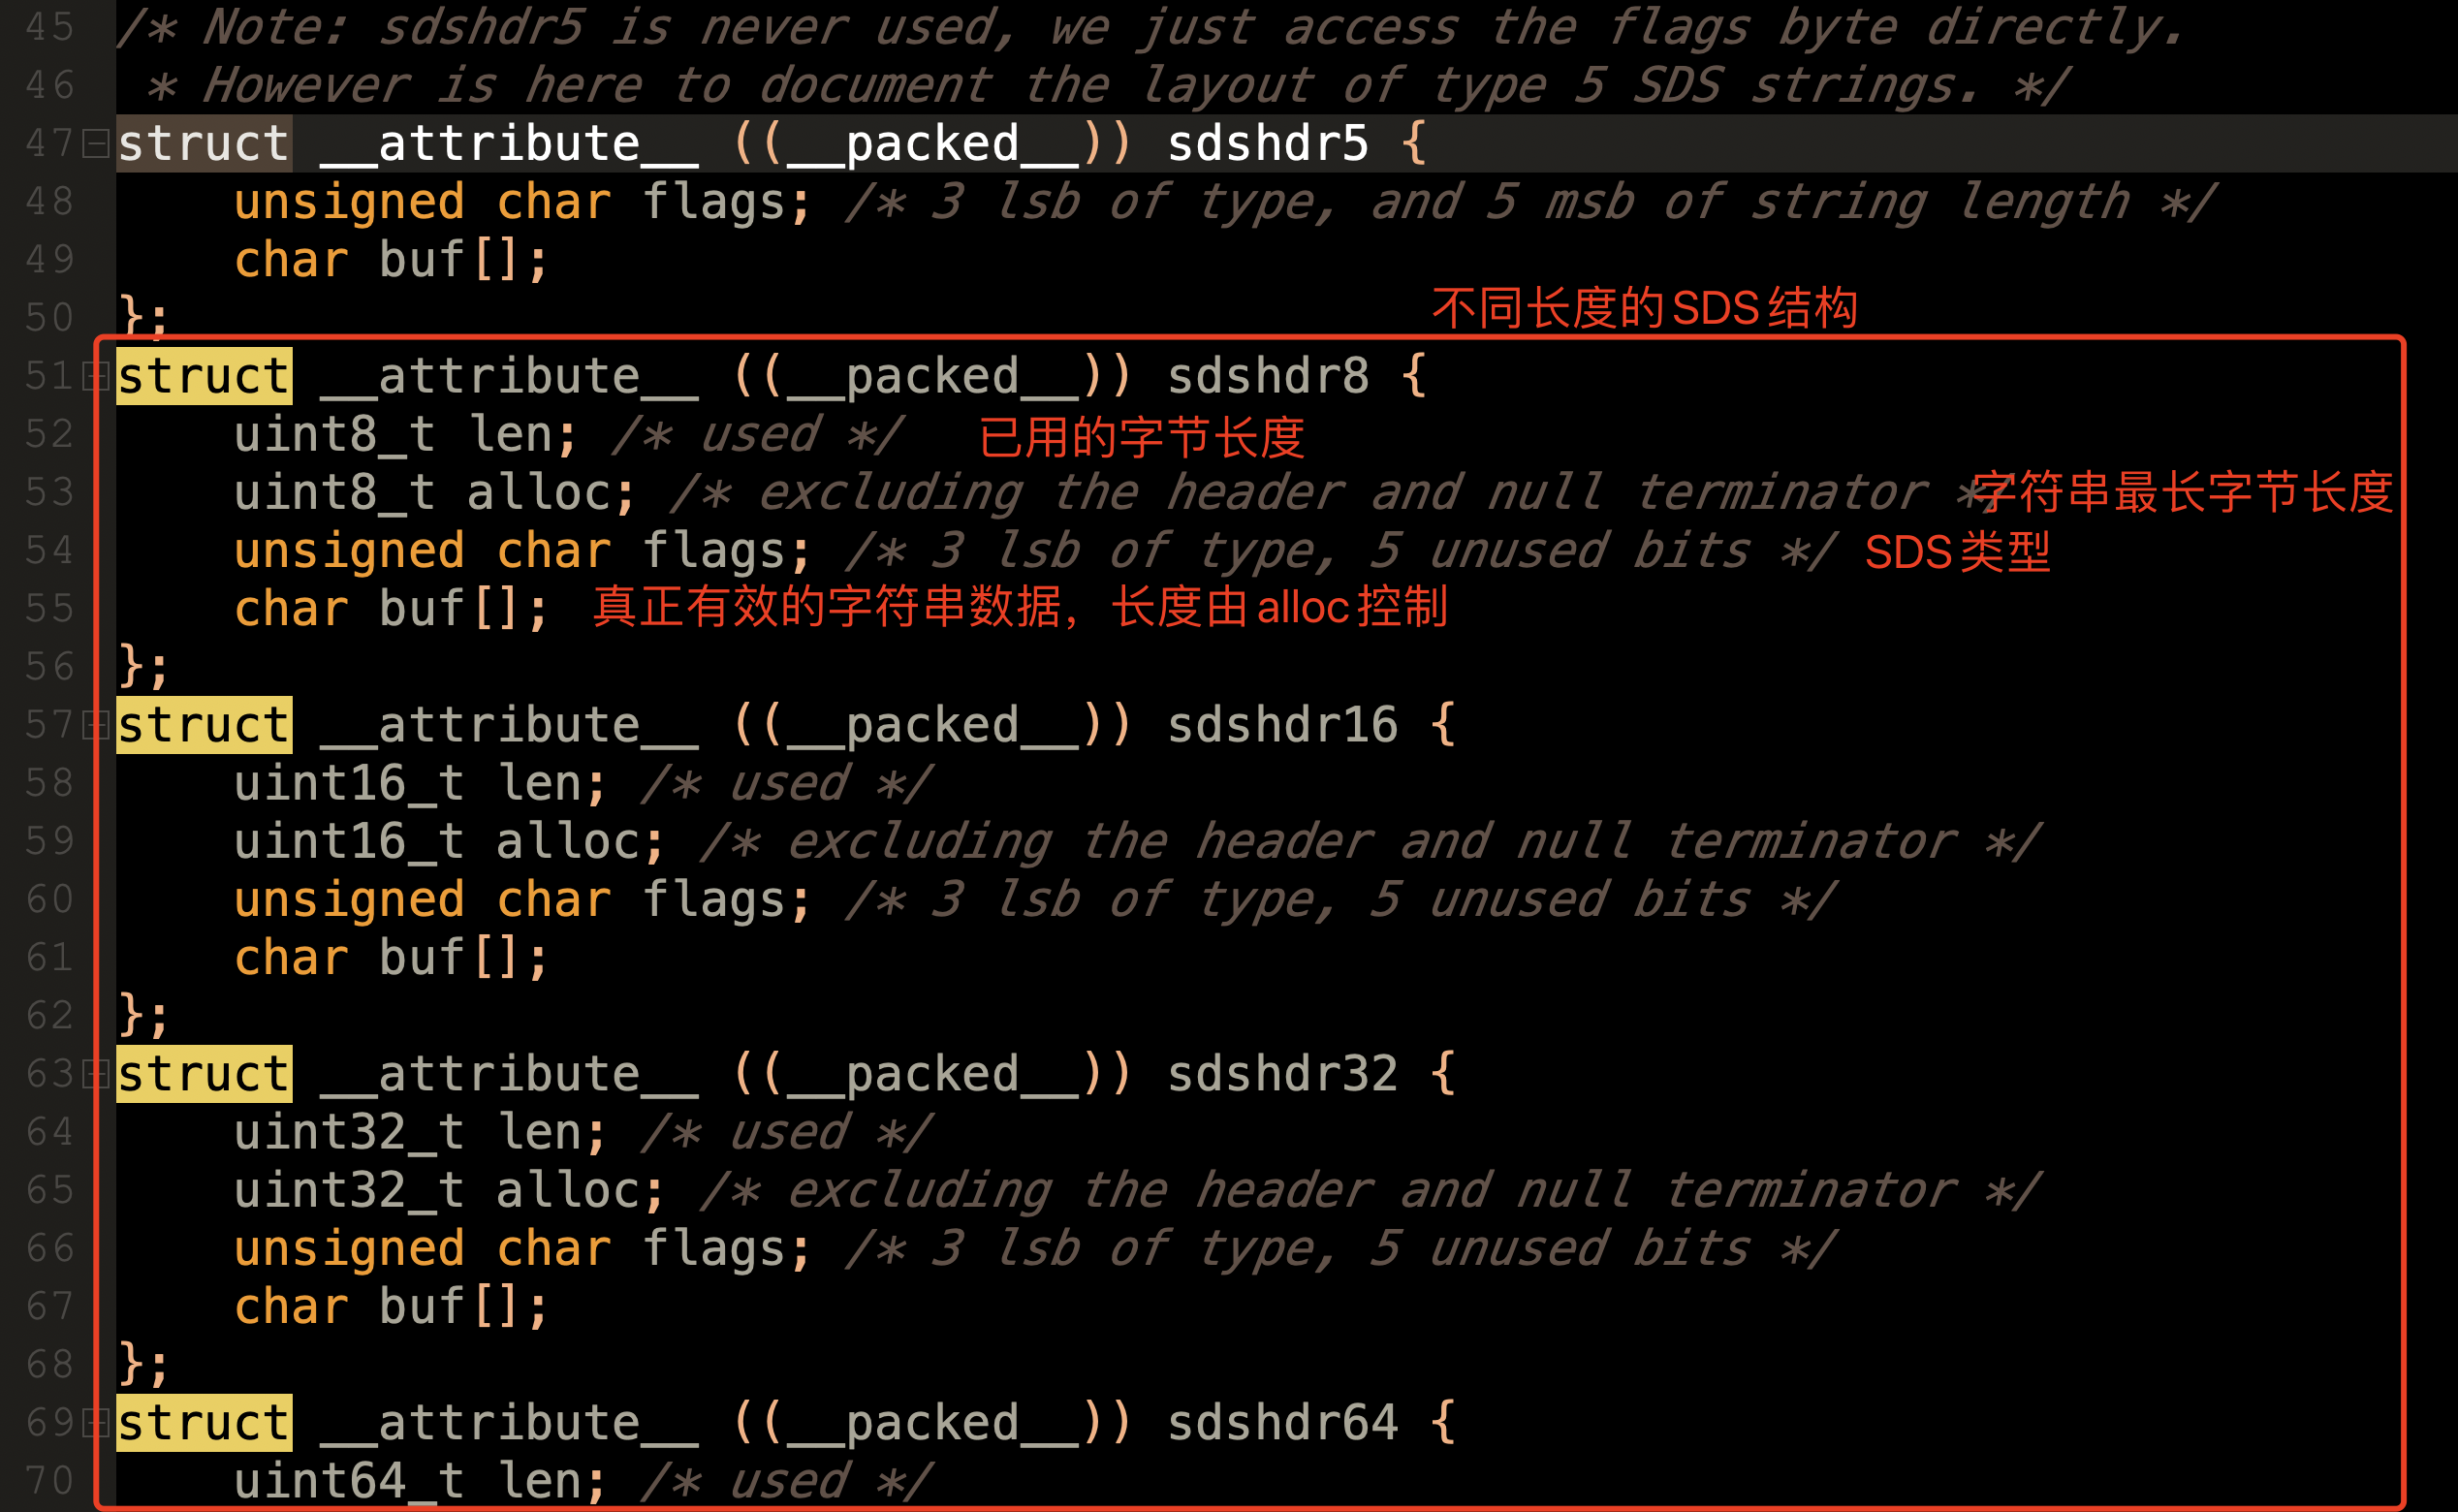 45 /* Note: sdshdr5 is never used, we just access the flags byte directly.
46  * However is here to document the layout of type 5 SDS strings. */
47 struct __attribute__ ((__packed__)) sdshdr5 {
48     unsigned char flags; /* 3 lsb of type, and 5 msb of string length */
49     char buf[];
不同长度的SDS结构
50 };
51 struct __attribute__ ((__packed__)) sdshdr8 {
52     uint8_t len; /* used */ 已用的字节长度
53     uint8_t alloc; /* excluding the header and null terminator */ 字符串最长字节长度
54     unsigned char flags; /* 3 lsb of type, 5 unused bits */ SDS类型
55     char buf[]; 真正有效的字符串数据，长度由alloc控制
56 };
57 struct __attribute__ ((__packed__)) sdshdr16 {
58     uint16_t len; /* used */
59     uint16_t alloc; /* excluding the header and null terminator */
60     unsigned char flags; /* 3 lsb of type, 5 unused bits */
61     char buf[];
62 };
63 struct __attribute__ ((__packed__)) sdshdr32 {
64     uint32_t len; /* used */
65     uint32_t alloc; /* excluding the header and null terminator */
66     unsigned char flags; /* 3 lsb of type, 5 unused bits */
67     char buf[];
68 };
69 struct __attribute__ ((__packed__)) sdshdr64 {
70     uint64_t len; /* used */